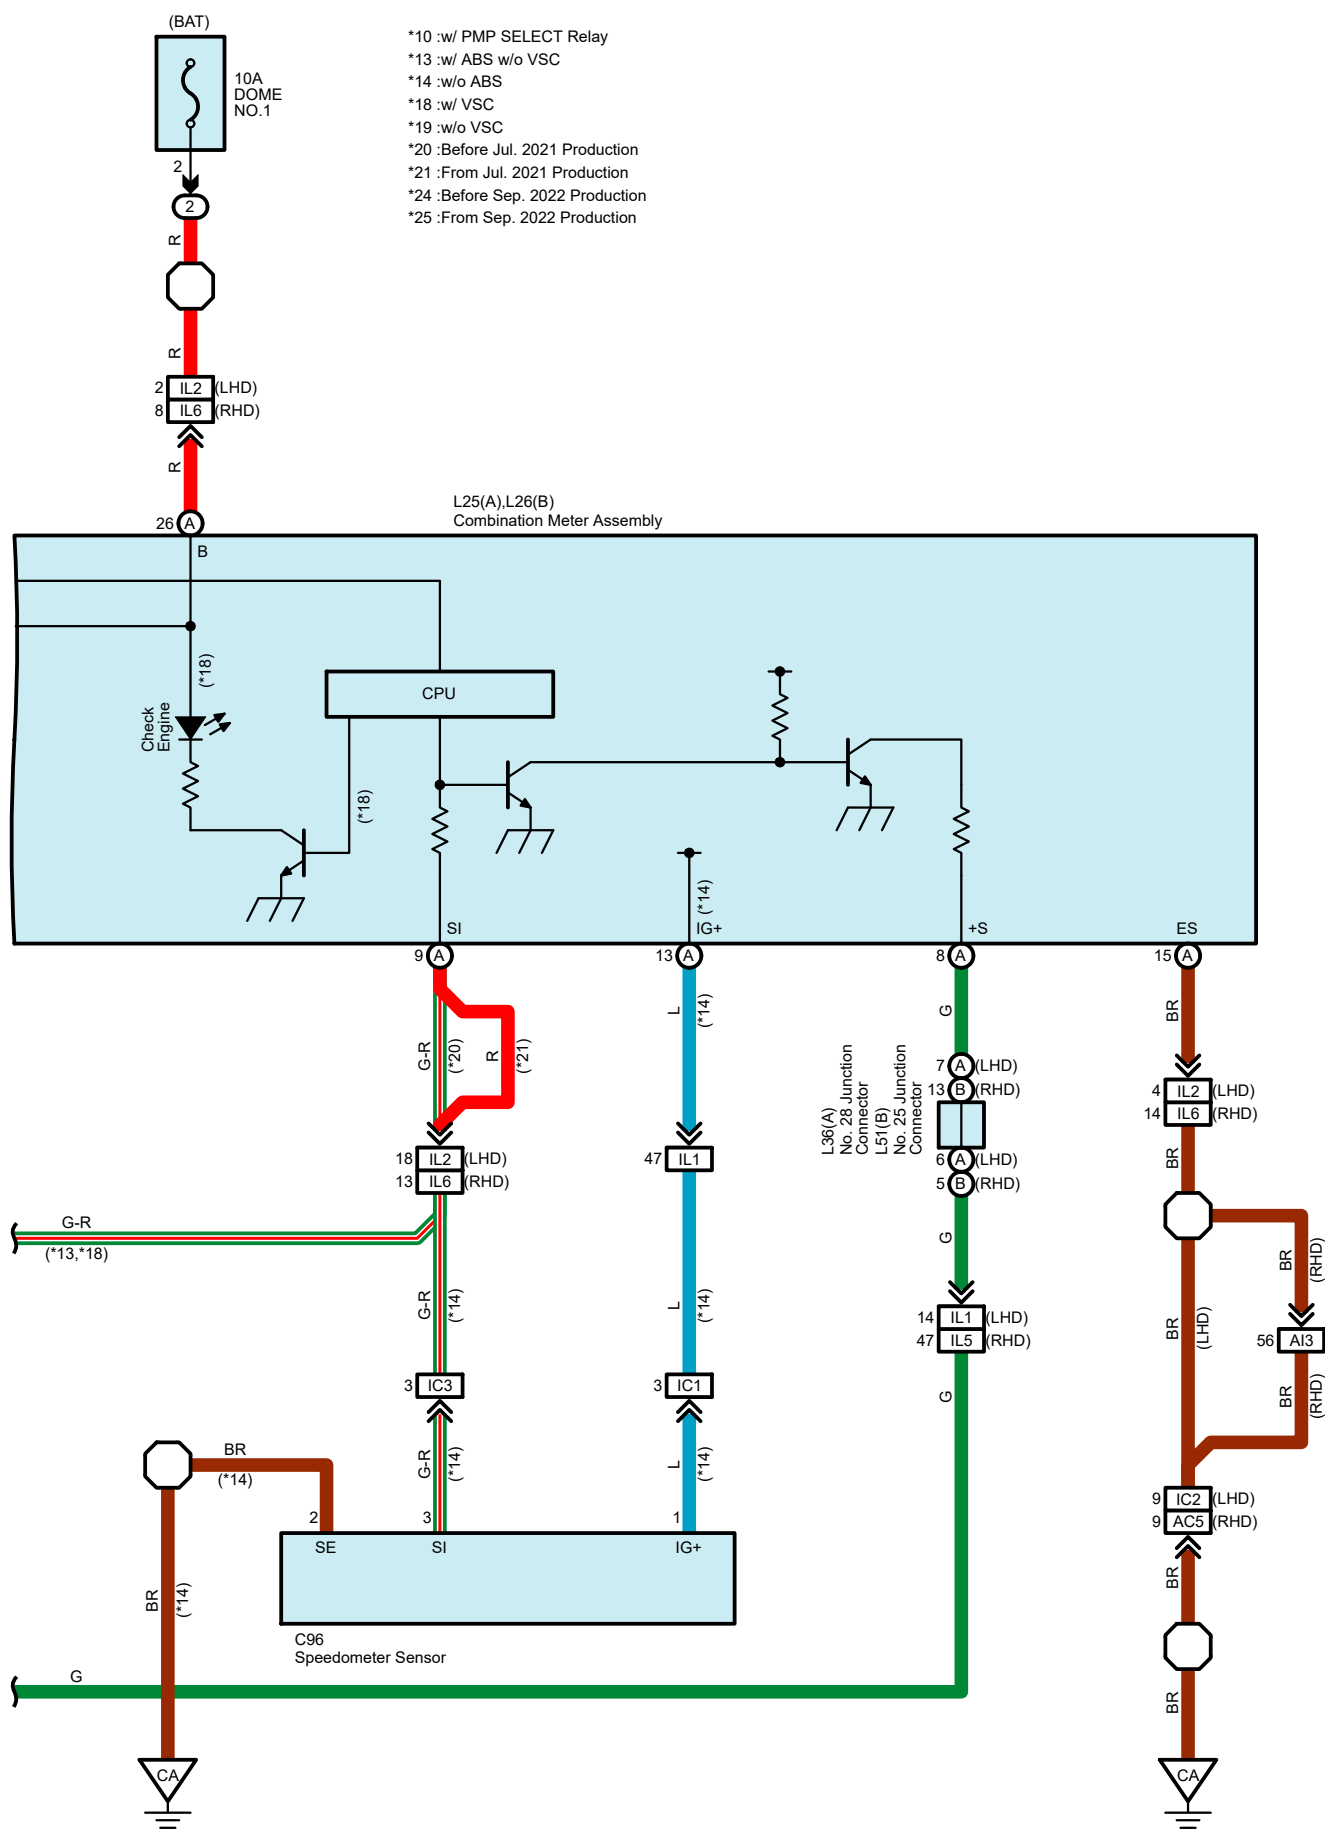 (BAT)
10A
DOME
NO.1
*10 :w/ PMP SELECT Relay
*13 :w/ ABS w/o VSC
*14 :w/o ABS
*18 :w/ VSC
*19 :w/o VSC
*20 :Before Jul. 2021 Production
*21 :From Jul. 2021 Production
*24 :Before Sep. 2022 Production
*25 :From Sep. 2022 Production
2
2
R
R
2 IL2 (LHD)
8 IL6 (RHD)
R
26 A
L25(A),L26(B)
Combination Meter Assembly
B
(*18)
Check
Engine
CPU
(*18)
(*14)
SI
IG+
+S
ES
9 A
13 A
8 A
15 A
G-R
(*20)
R
(*21)
L
(*14)
G
BR
L36(A)
No. 28 Junction
Connector
L51(B)
No. 25 Junction
Connector
7 A (LHD)
13 B (RHD)
6 A (LHD)
5 B (RHD)
4 IL2 (LHD)
14 IL6 (RHD)
18 IL2 (LHD)
13 IL6 (RHD)
47 IL1
BR
G-R
(*13,*18)
G
BR
(RHD)
G-R
(*14)
L
(*14)
14 IL1 (LHD)
47 IL5 (RHD)
BR
(LHD)
56 AI3
3 IC3
3 IC1
G
BR
(RHD)
BR
(*14)
G-R
(*14)
L
(*14)
9 IC2 (LHD)
9 AC5 (RHD)
2
3
1
SE
SI
IG+
BR
(*14)
BR
C96
Speedometer Sensor
G
BR
CA
CA